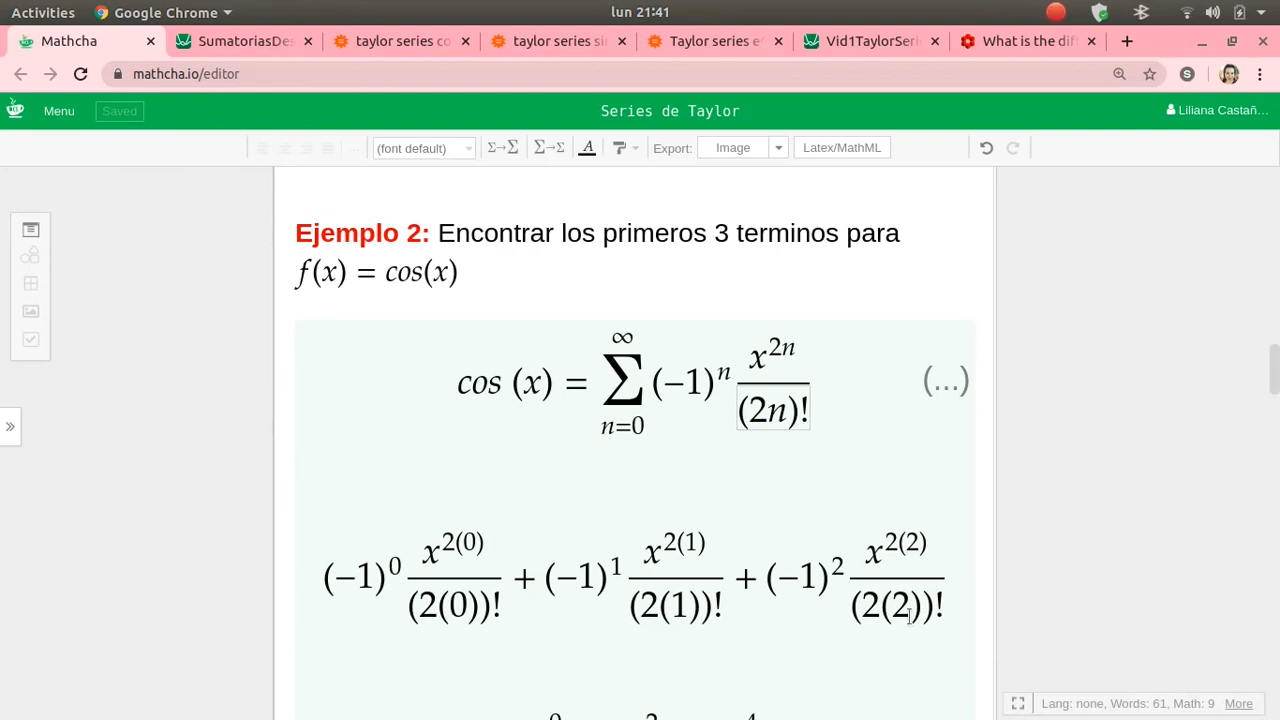 Activities Google Chrome lun 21:41
Mathcha SumatoriasDes taylor series co taylor series sin Taylor series e Vid1TaylorSeri What is the dif
mathcha.io/editor
Menu Saved Series de Taylor Liliana Castañ...
(font default) Σ→Σ Σ→Σ A Export: Image Latex/MathML
Ejemplo 2: Encontrar los primeros 3 terminos para
f(x) = cos(x)
cos (x) = ∑_{n=0}^{∞} (−1)^n x^{2n}/(2n)! (...)
(−1)^0 x^{2(0)}/(2(0))! + (−1)^1 x^{2(1)}/(2(1))! + (−1)^2 x^{2(2)}/(2(2))!
Lang: none, Words: 61, Math: 9 More